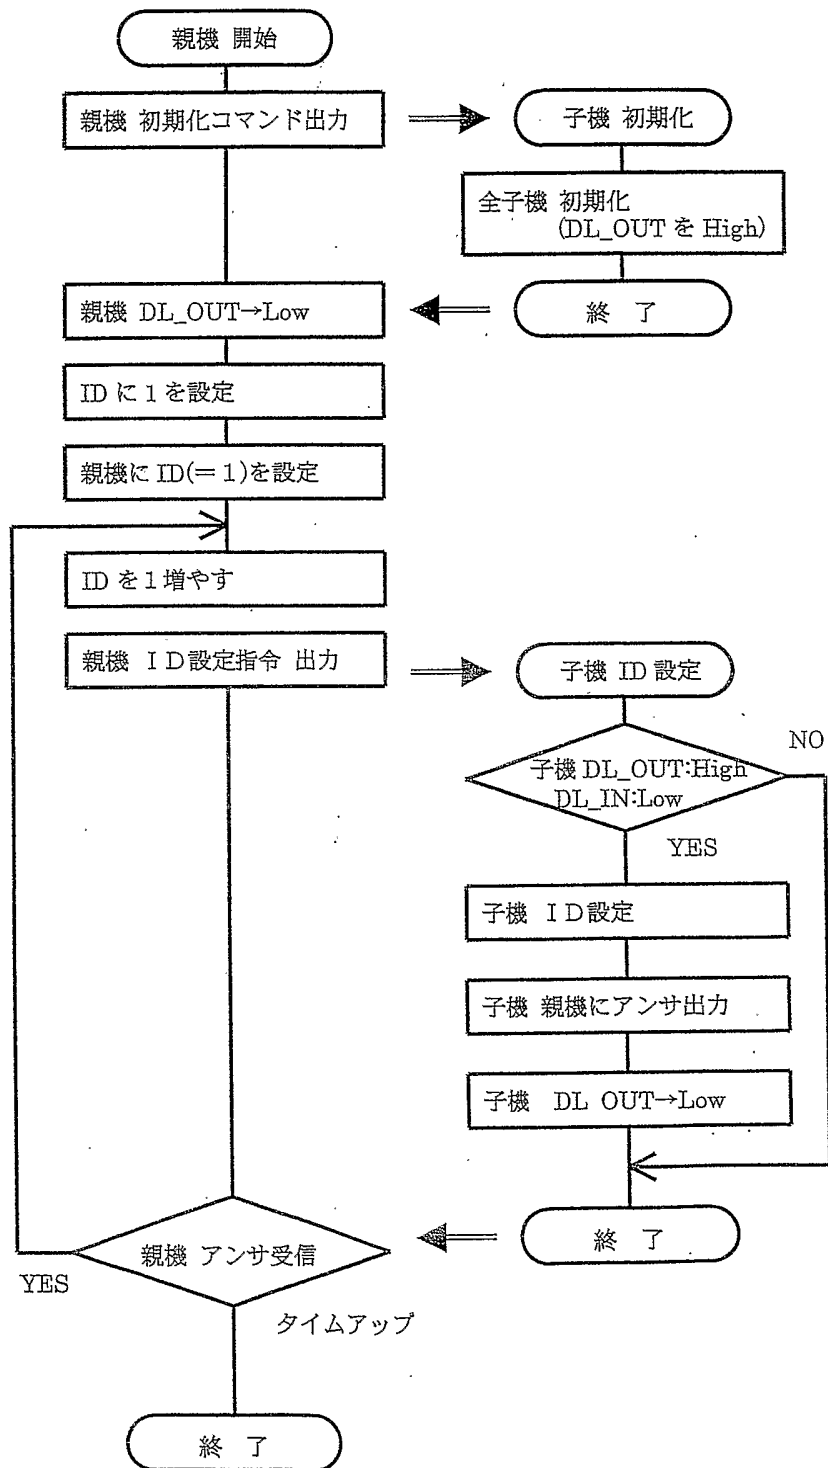 親機 開始
親機 初期化コマンド出力
子機 初期化
全子機 初期化
(DL_OUT を High)
終 了
親機 DL_OUT→Low
ID に 1 を設定
親機に ID(= 1)を設定
ID を 1 増やす
親機 ID設定指令 出力
子機 ID 設定
子機 DL_OUT:High
DL_IN:Low
NO
YES
子機 ID設定
子機 親機にアンサ出力
子機 DL OUT→Low
終 了
親機 アンサ受信
YES
タイムアップ
終 了